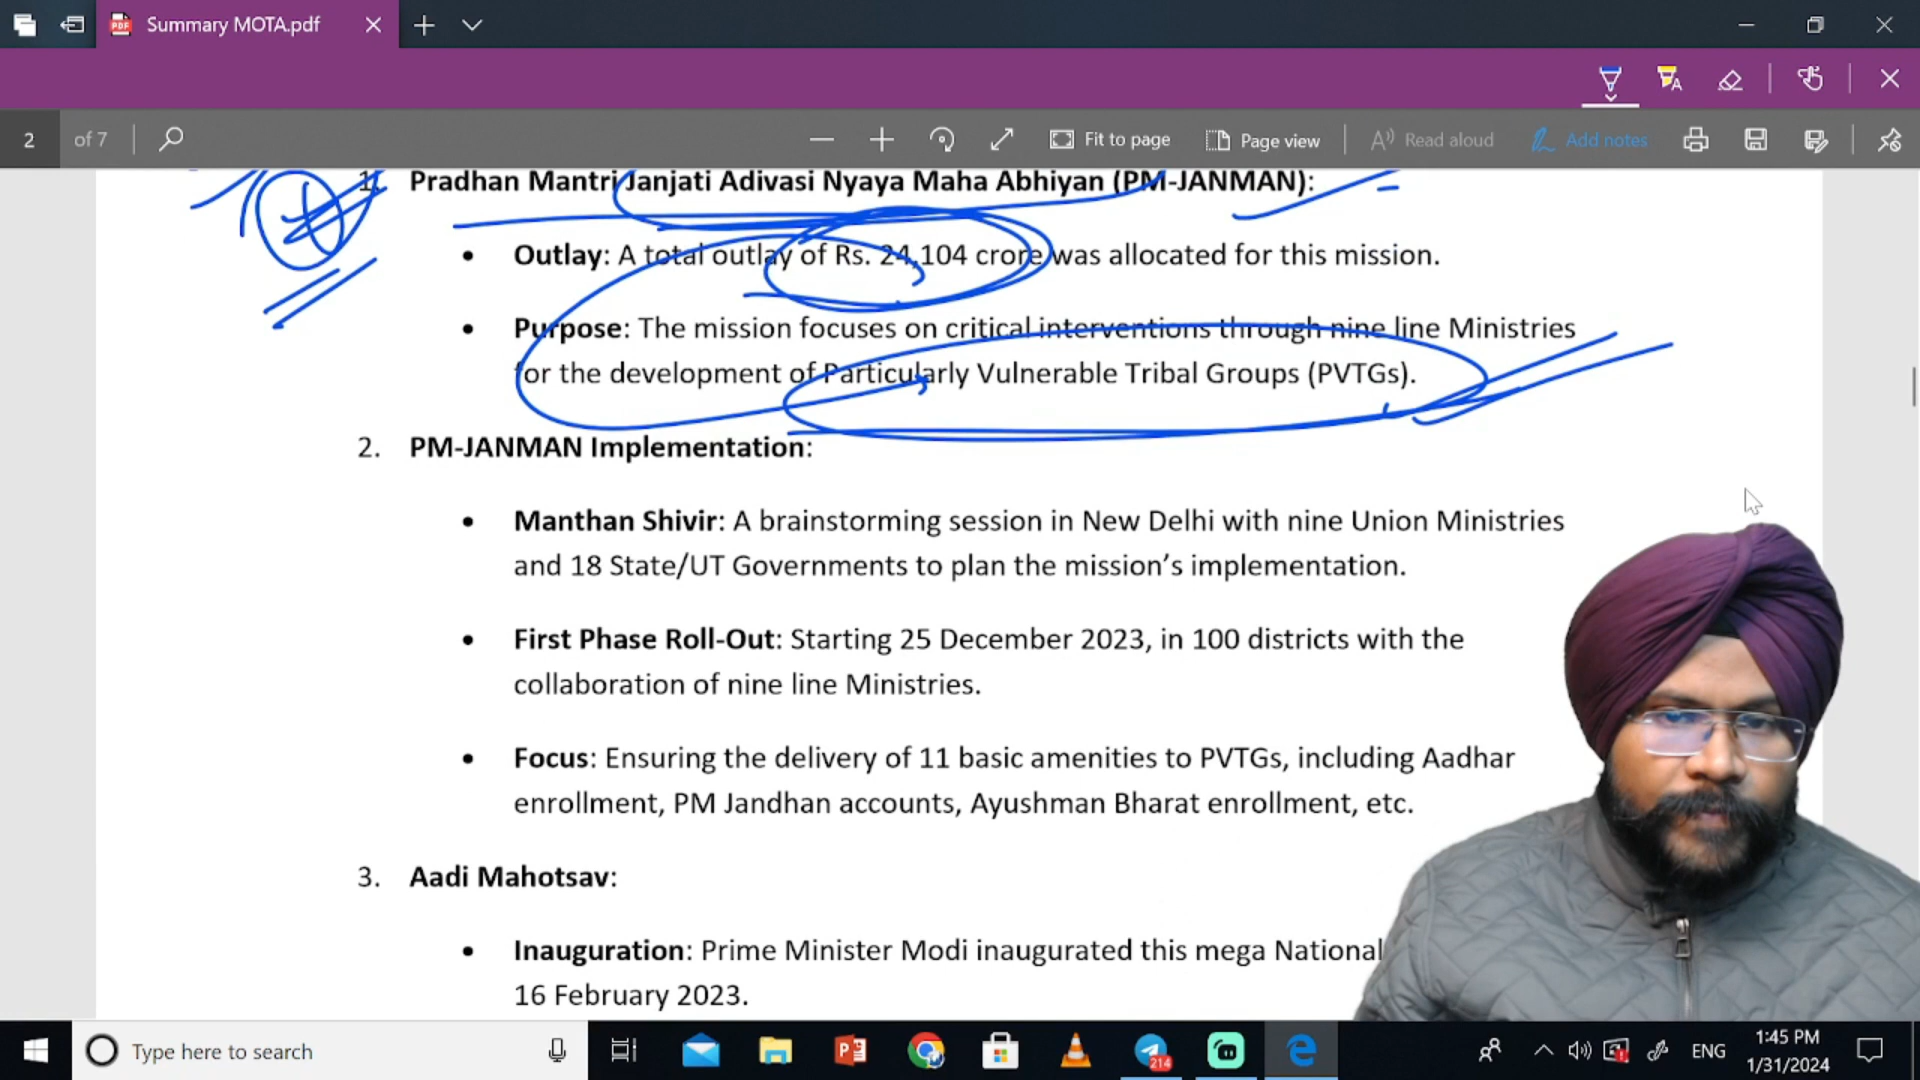 Summary MOTA.pdf
2 of 7 Fit to page Page view Read aloud Add notes
1. Pradhan Mantri Janjati Adivasi Nyaya Maha Abhiyan (PM-JANMAN):
• Outlay: A total outlay of Rs. 24,104 crore was allocated for this mission.
• Purpose: The mission focuses on critical interventions through nine line Ministries
for the development of Particularly Vulnerable Tribal Groups (PVTGs).
2. PM-JANMAN Implementation:
• Manthan Shivir: A brainstorming session in New Delhi with nine Union Ministries
and 18 State/UT Governments to plan the mission’s implementation.
• First Phase Roll-Out: Starting 25 December 2023, in 100 districts with the
collaboration of nine line Ministries.
• Focus: Ensuring the delivery of 11 basic amenities to PVTGs, including Aadhar
enrollment, PM Jandhan accounts, Ayushman Bharat enrollment, etc.
3. Aadi Mahotsav:
• Inauguration: Prime Minister Modi inaugurated this mega National
16 February 2023.
Type here to search
214
ENG
1:45 PM
1/31/2024